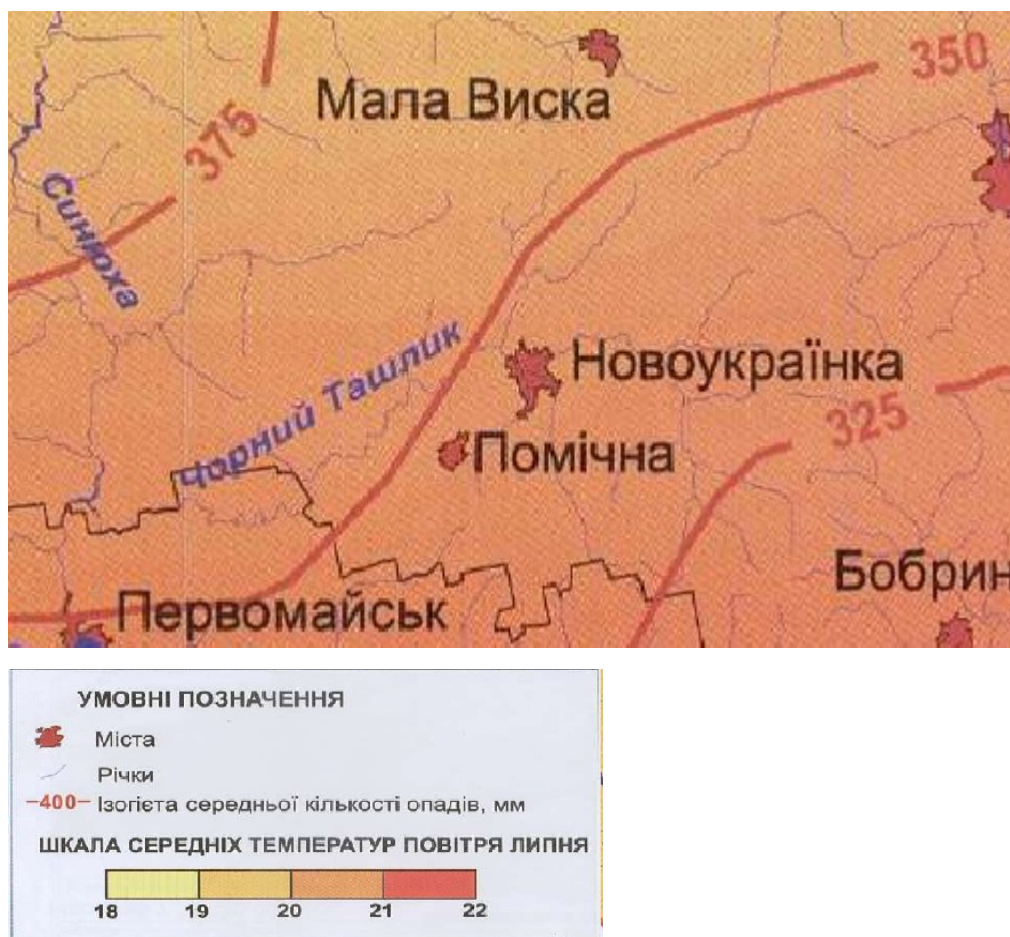 350
Мала Виска
375
Синюха
Чорний Ташлик
Новоукраїнка
325
Помічна
Бобрин
Первомайськ
УМОВНІ ПОЗНАЧЕННЯ
Міста
Річки
–400– Ізогієта середньої кількості опадів, мм
ШКАЛА СЕРЕДНІХ ТЕМПЕРАТУР ПОВІТРЯ ЛИПНЯ
18 19 20 21 22